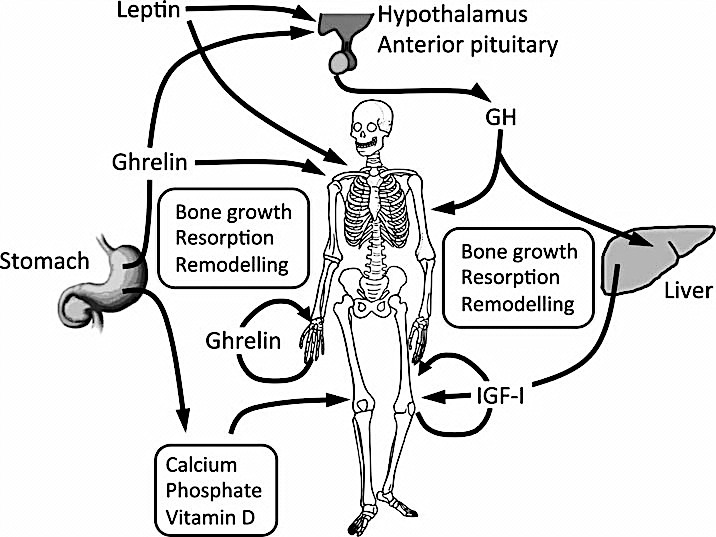 Leptin
Hypothalamus
Anterior pituitary
GH
Ghrelin
Bone growth
Resorption
Remodelling
Stomach
Bone growth
Resorption
Remodelling
Liver
Ghrelin
IGF-I
Calcium
Phosphate
Vitamin D